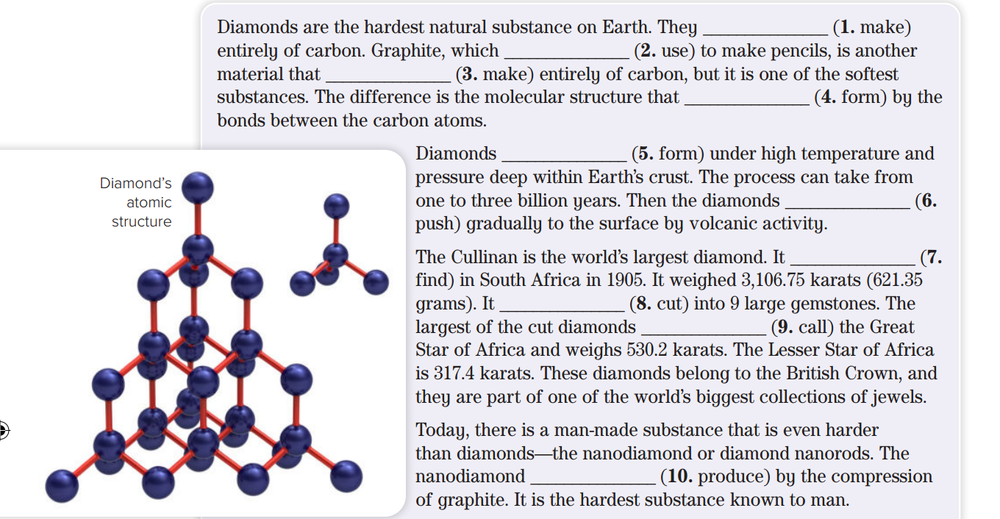 Diamonds are the hardest natural substance on Earth. They ______________ (1. make)
entirely of carbon. Graphite, which ______________ (2. use) to make pencils, is another
material that ______________ (3. make) entirely of carbon, but it is one of the softest
substances. The difference is the molecular structure that ______________ (4. form) by the
bonds between the carbon atoms.
Diamond’s
atomic
structure
Diamonds ______________ (5. form) under high temperature and
pressure deep within Earth’s crust. The process can take from
one to three billion years. Then the diamonds ______________ (6.
push) gradually to the surface by volcanic activity.
The Cullinan is the world’s largest diamond. It ______________ (7.
find) in South Africa in 1905. It weighed 3,106.75 karats (621.35
grams). It ______________ (8. cut) into 9 large gemstones. The
largest of the cut diamonds ______________ (9. call) the Great
Star of Africa and weighs 530.2 karats. The Lesser Star of Africa
is 317.4 karats. These diamonds belong to the British Crown, and
they are part of one of the world’s biggest collections of jewels.
Today, there is a man-made substance that is even harder
than diamonds—the nanodiamond or diamond nanorods. The
nanodiamond ______________ (10. produce) by the compression
of graphite. It is the hardest substance known to man.